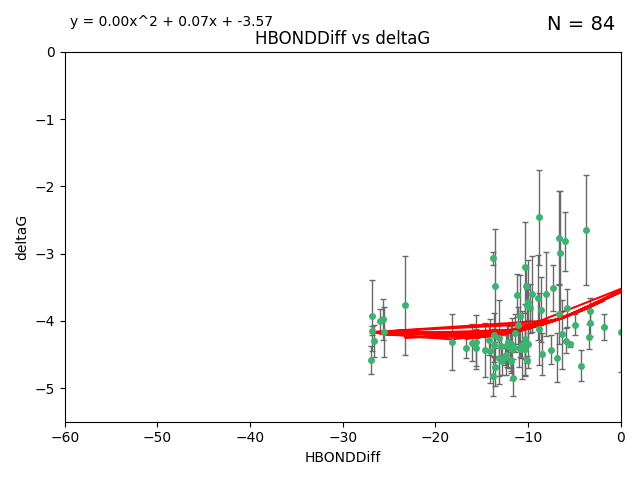 y = 0.00x^2 + 0.07x + -3.57
N = 84
HBONDDiff vs deltaG
deltaG
0
−1
−2
−3
−4
−5
−60
−50
−40
−30
−20
−10
0
HBONDDiff